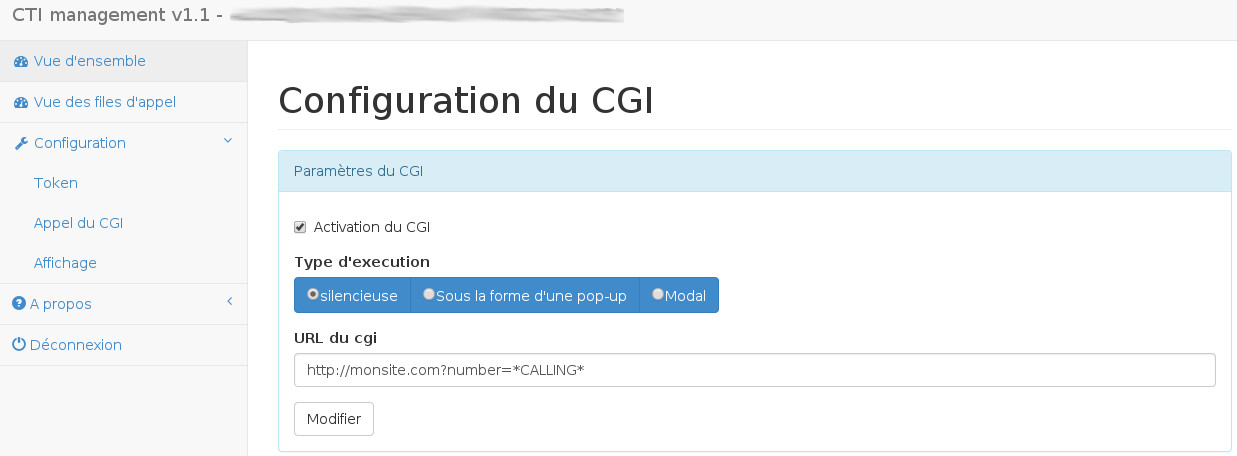 CTI management v1.1 -
Vue d'ensemble
Vue des files d'appel
Configuration
Token
Appel du CGI
Affichage
A propos
Déconnexion
Configuration du CGI
Paramètres du CGI
Activation du CGI
Type d'execution
silencieuse Sous la forme d'une pop-up Modal
URL du cgi
http://monsite.com?number=*CALLING*
Modifier